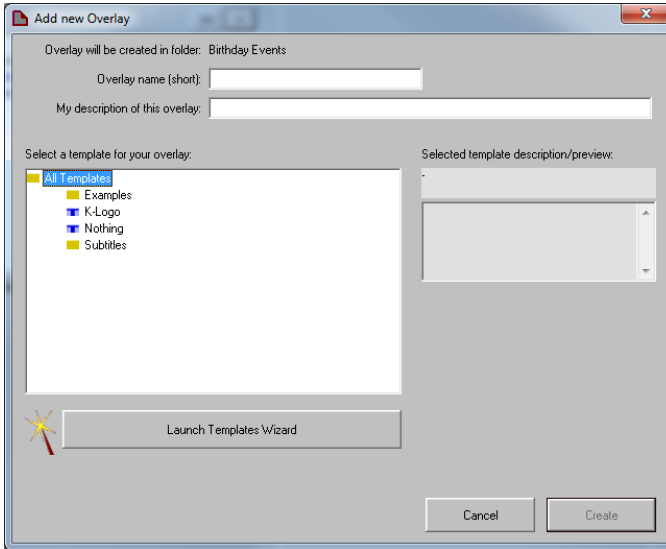 Add new Overlay
Overlay will be created in folder: Birthday Events
Overlay name (short):
My description of this overlay:
Select a template for your overlay:
Selected template description/preview:
All Templates
-
Examples
K-Logo
Nothing
Subtitles
Launch Templates Wizard
Cancel
Create